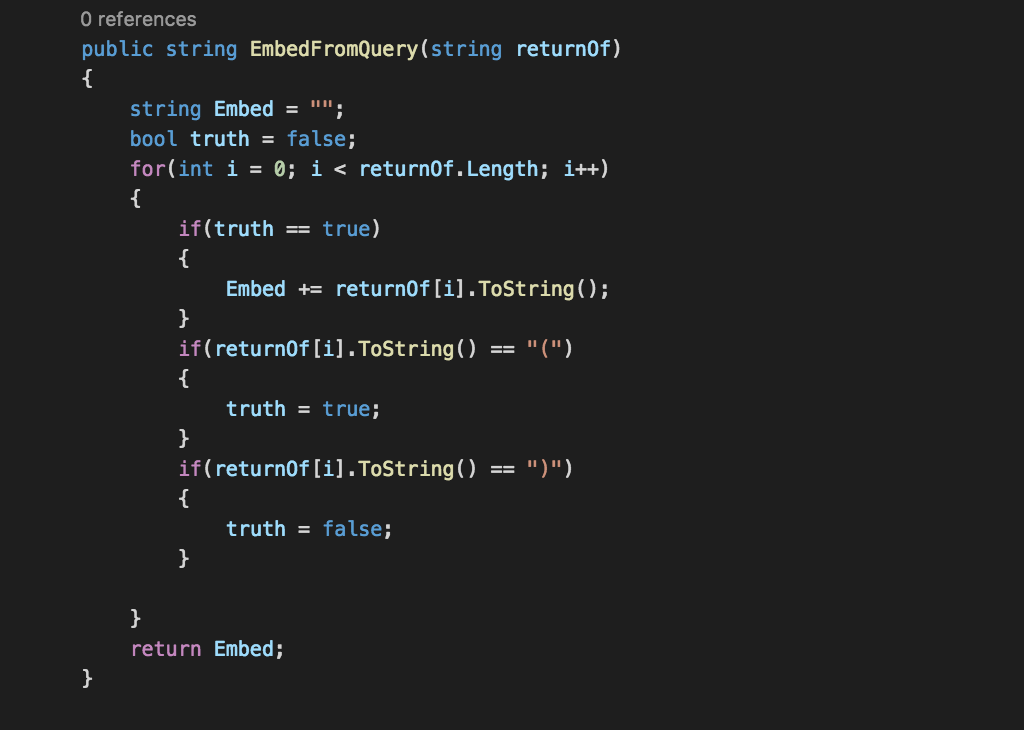 0 references
public string EmbedFromQuery(string returnOf)
{
    string Embed = "";
    bool truth = false;
    for(int i = 0; i < returnOf.Length; i++)
    {
        if(truth == true)
        {
            Embed += returnOf[i].ToString();
        }
        if(returnOf[i].ToString() == "(")
        {
            truth = true;
        }
        if(returnOf[i].ToString() == ")")
        {
            truth = false;
        }

    }
    return Embed;
}